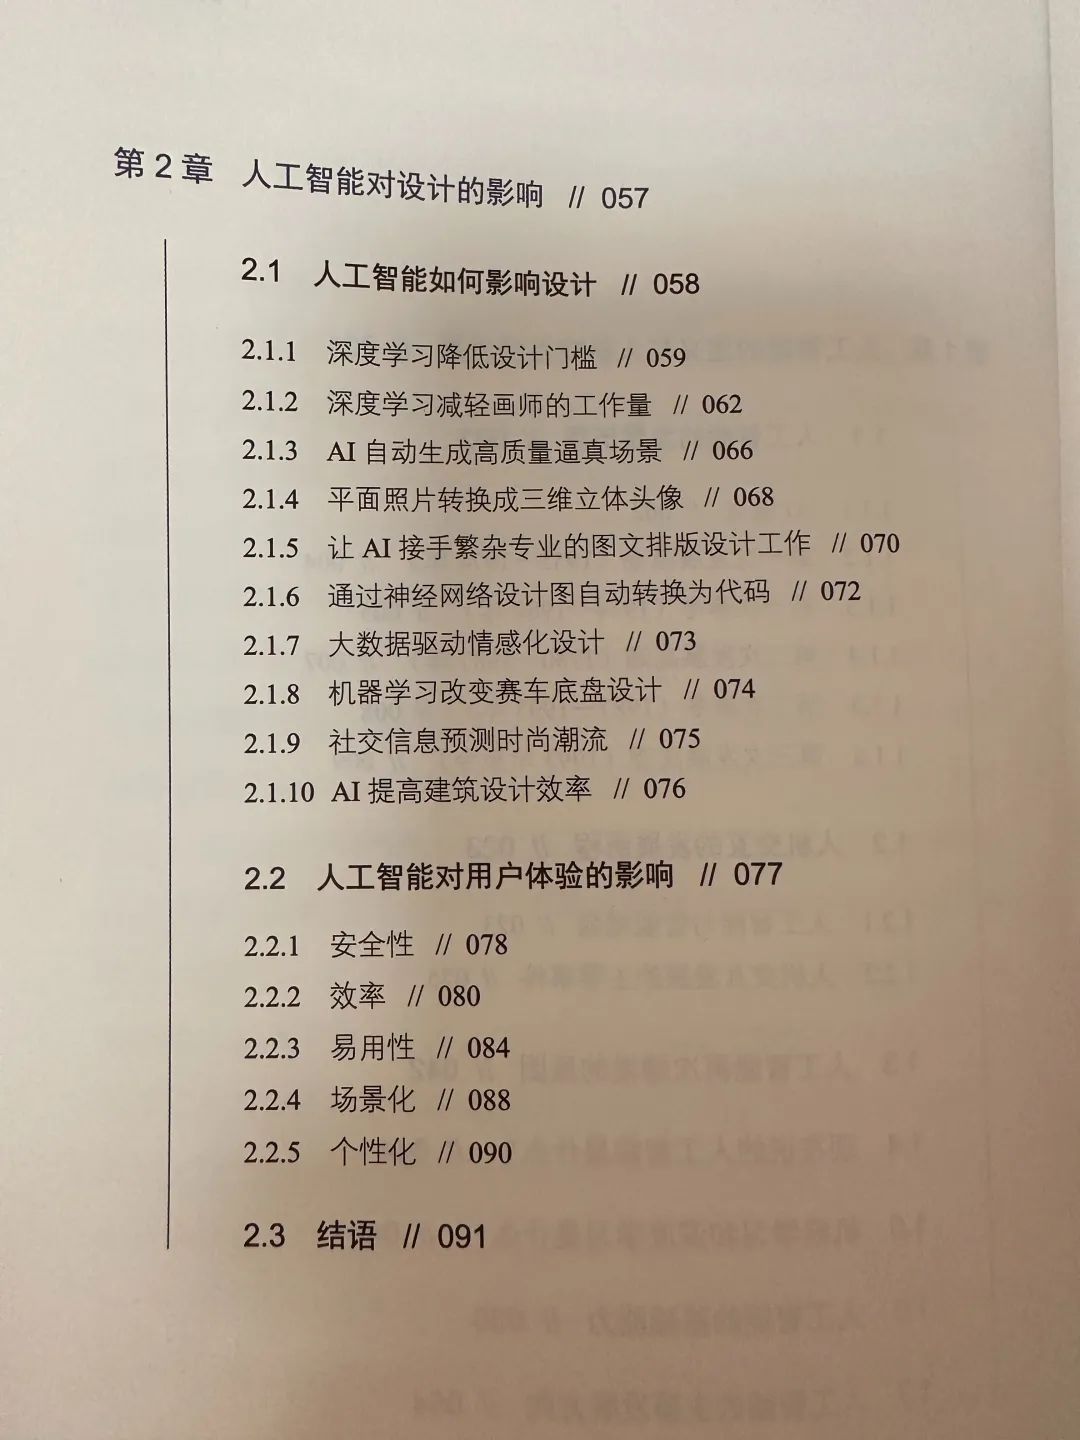 第 2 章 人工智能对设计的影响 // 057
2.1 人工智能如何影响设计 // 058
2.1.1 深度学习降低设计门槛 // 059
2.1.2 深度学习减轻画师的工作量 // 062
2.1.3 AI 自动生成高质量逼真场景 // 066
2.1.4 平面照片转换成三维立体头像 // 068
2.1.5 让 AI 接手繁杂专业的图文排版设计工作 // 070
2.1.6 通过神经网络设计图自动转换为代码 // 072
2.1.7 大数据驱动情感化设计 // 073
2.1.8 机器学习改变赛车底盘设计 // 074
2.1.9 社交信息预测时尚潮流 // 075
2.1.10 AI 提高建筑设计效率 // 076
2.2 人工智能对用户体验的影响 // 077
2.2.1 安全性 // 078
2.2.2 效率 // 080
2.2.3 易用性 // 084
2.2.4 场景化 // 088
2.2.5 个性化 // 090
2.3 结语 // 091